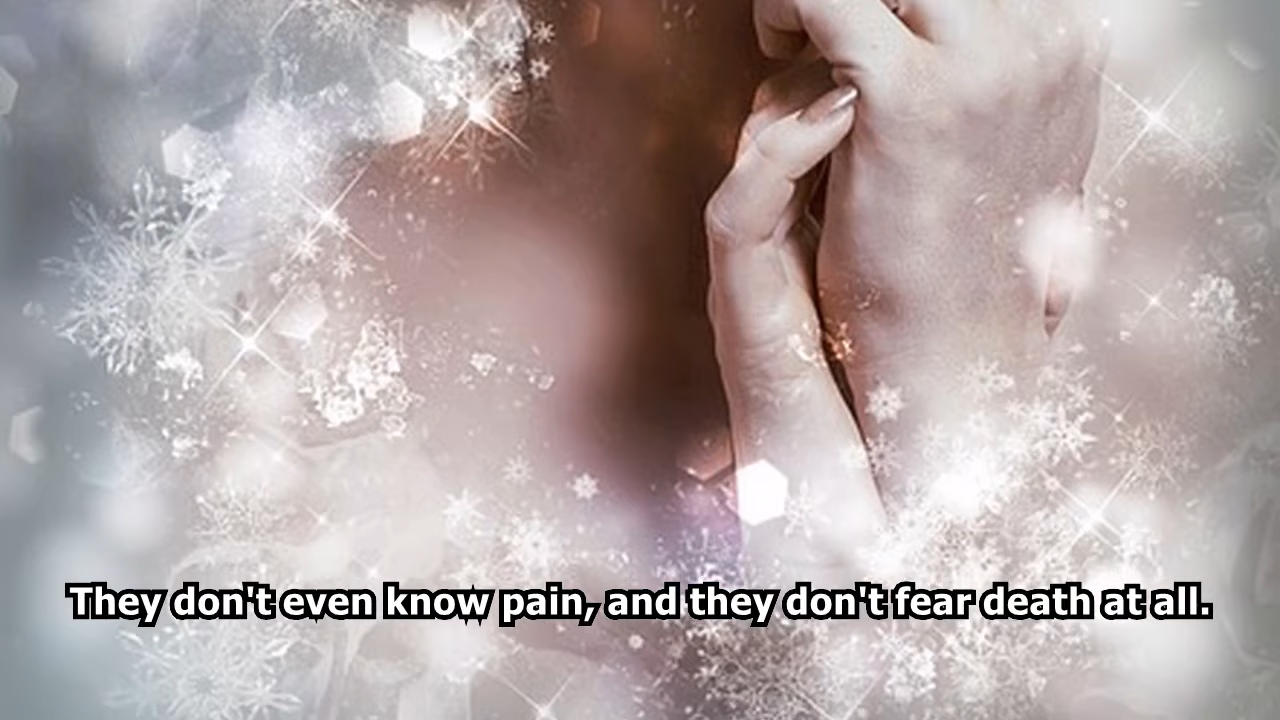 They don't even know pain, and they don't fear death at all.